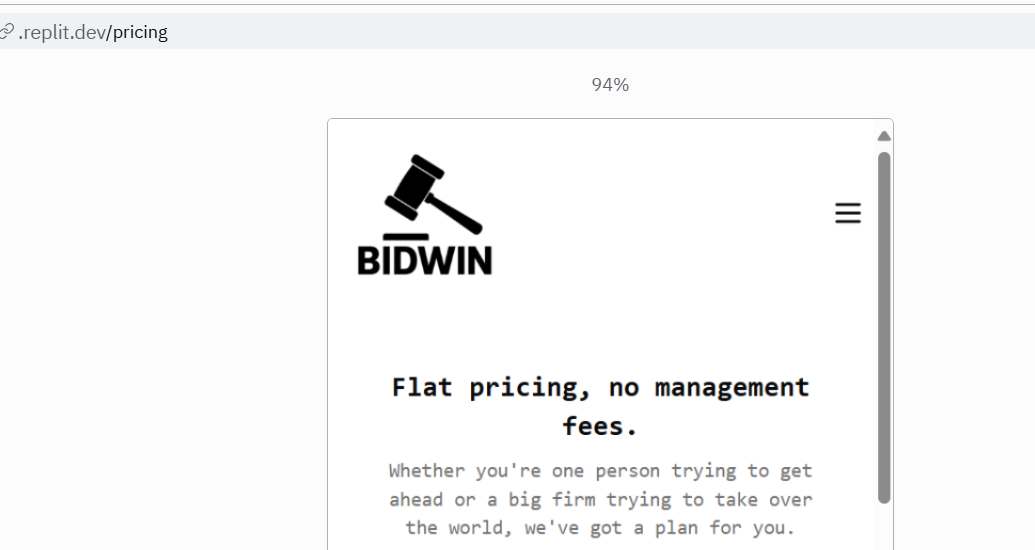 .replit.dev/pricing
94%
BIDWIN
Flat pricing, no management
fees.
Whether you're one person trying to get
ahead or a big firm trying to take over
the world, we've got a plan for you.